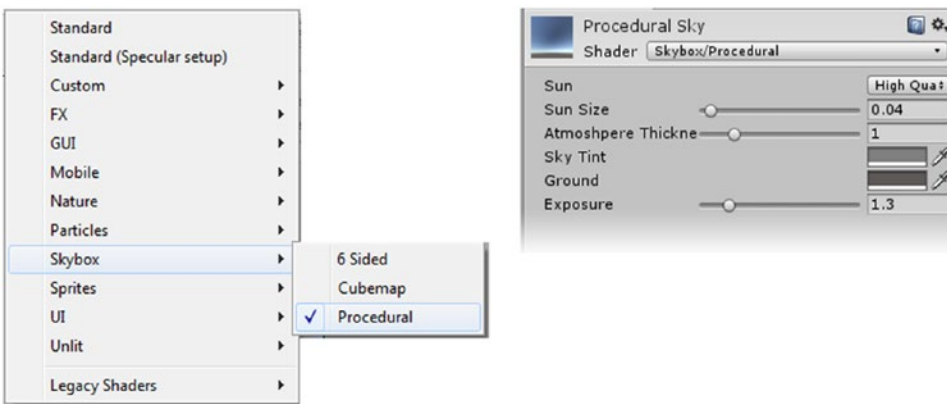 Standard
Standard (Specular setup)
Custom
FX
GUI
Mobile
Nature
Particles
Skybox
Sprites
UI
Unlit
Legacy Shaders
6 Sided
Cubemap
Procedural
Procedural Sky
Shader Skybox/Procedural
Sun High Qua
Sun Size 0.04
Atmoshpere Thickne 1
Sky Tint
Ground
Exposure 1.3